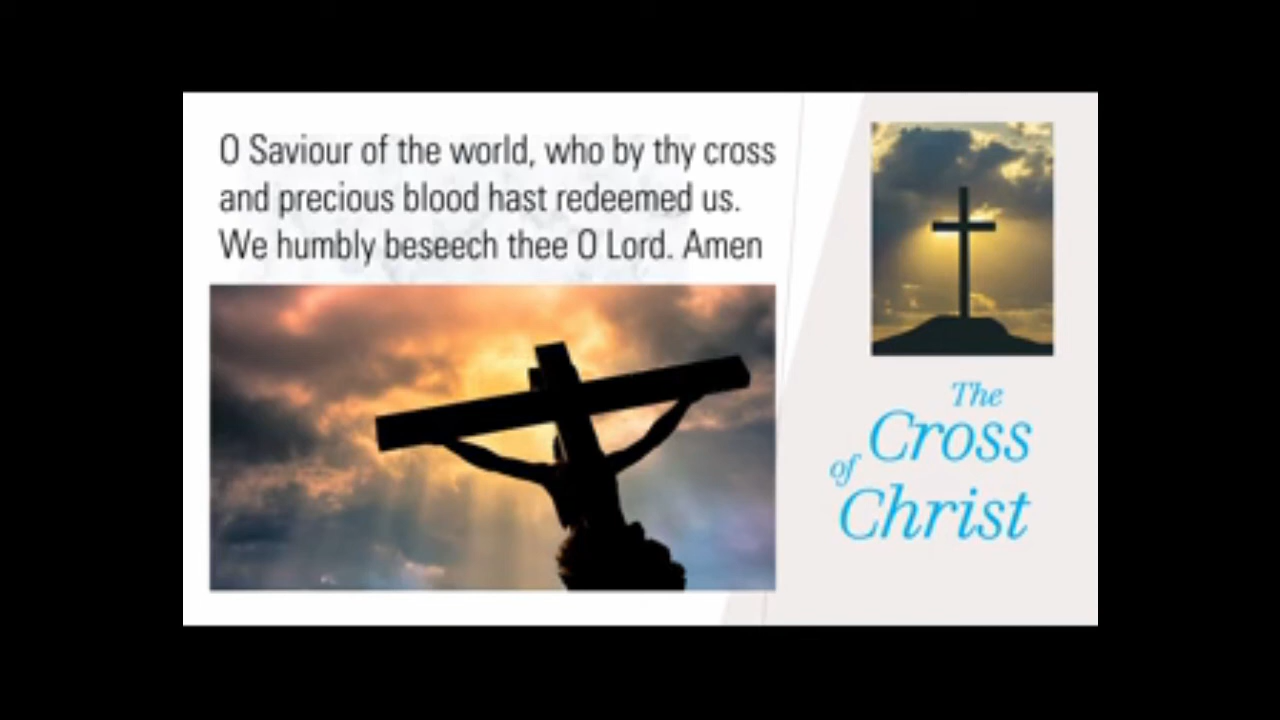 O Saviour of the world, who by thy cross
and precious blood hast redeemed us.
We humbly beseech thee O Lord. Amen
The
Cross
of
Christ